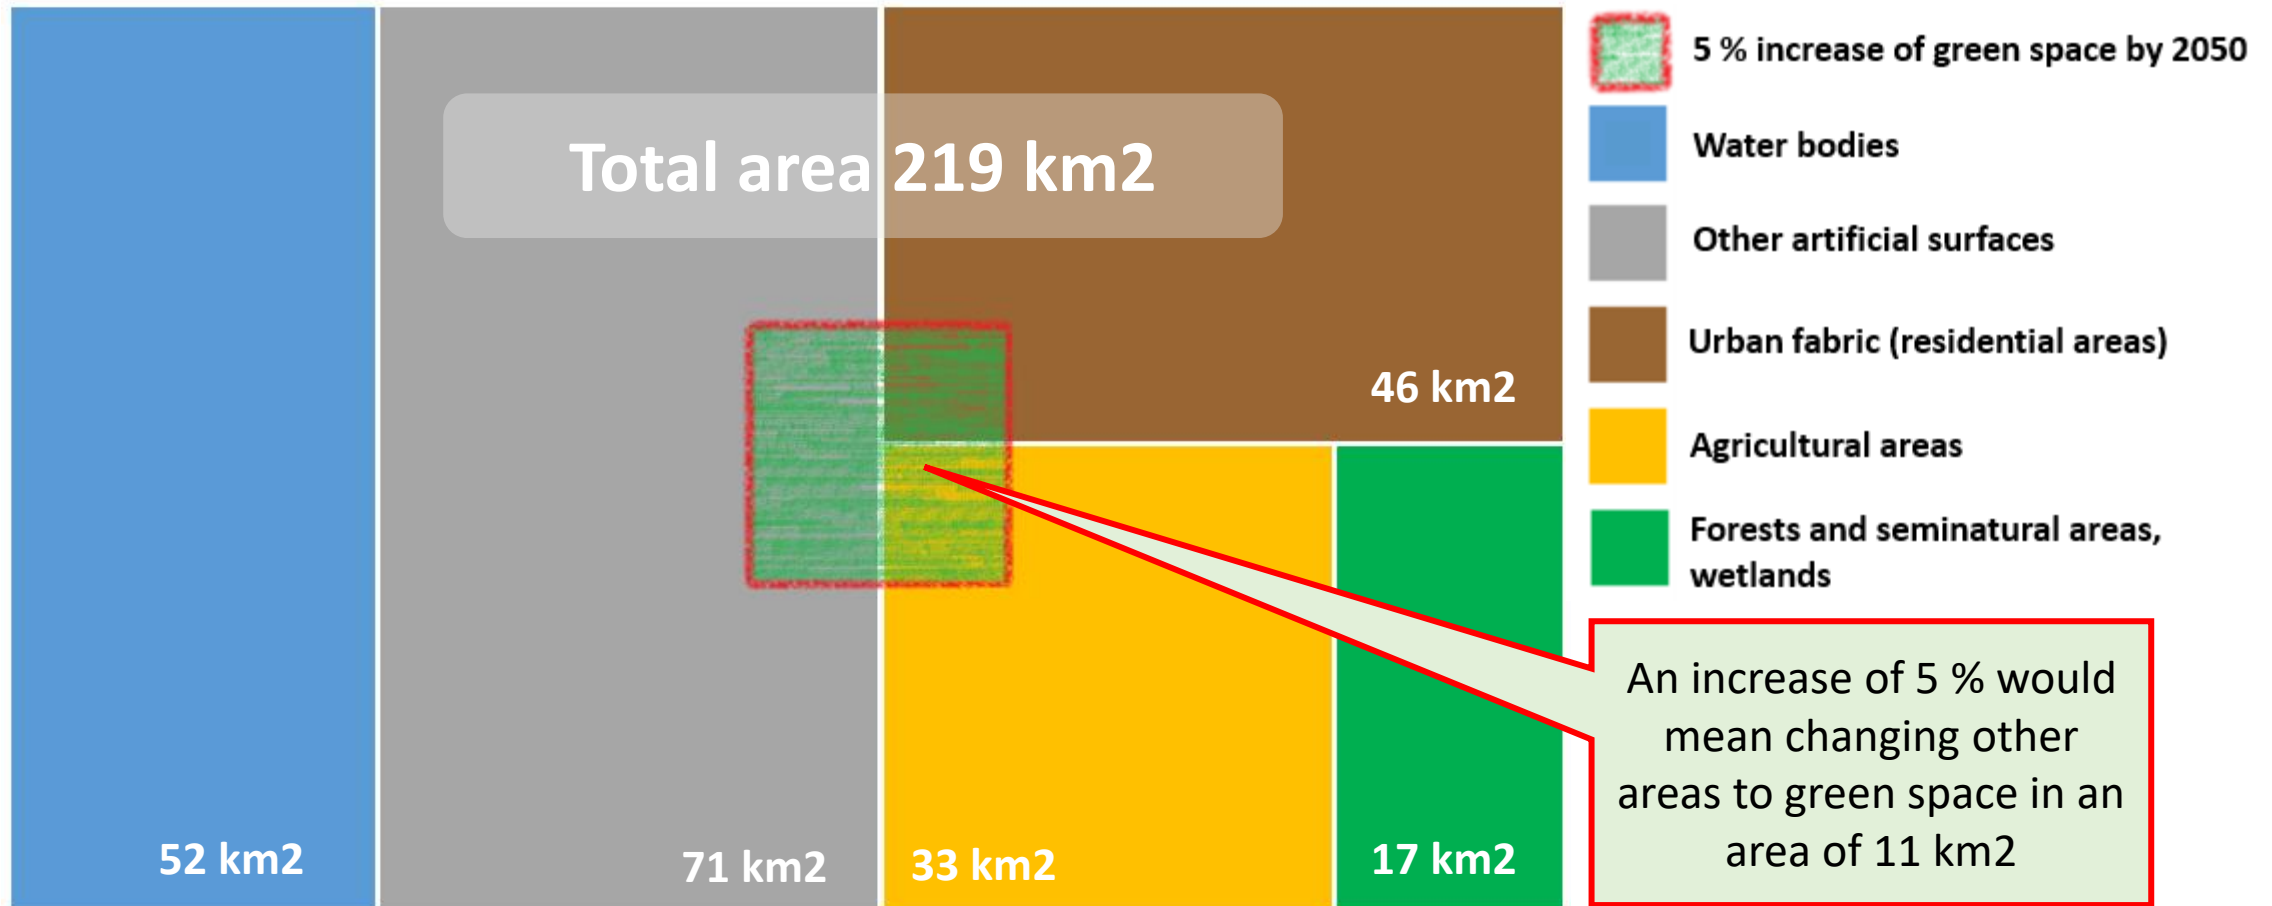 Total area 219 km2
46 km2
52 km2
71 km2
33 km2
17 km2
5 % increase of green space by 2050
Water bodies
Other artificial surfaces
Urban fabric (residential areas)
Agricultural areas
Forests and seminatural areas,
wetlands
An increase of 5 % would
mean changing other
areas to green space in an
area of 11 km2